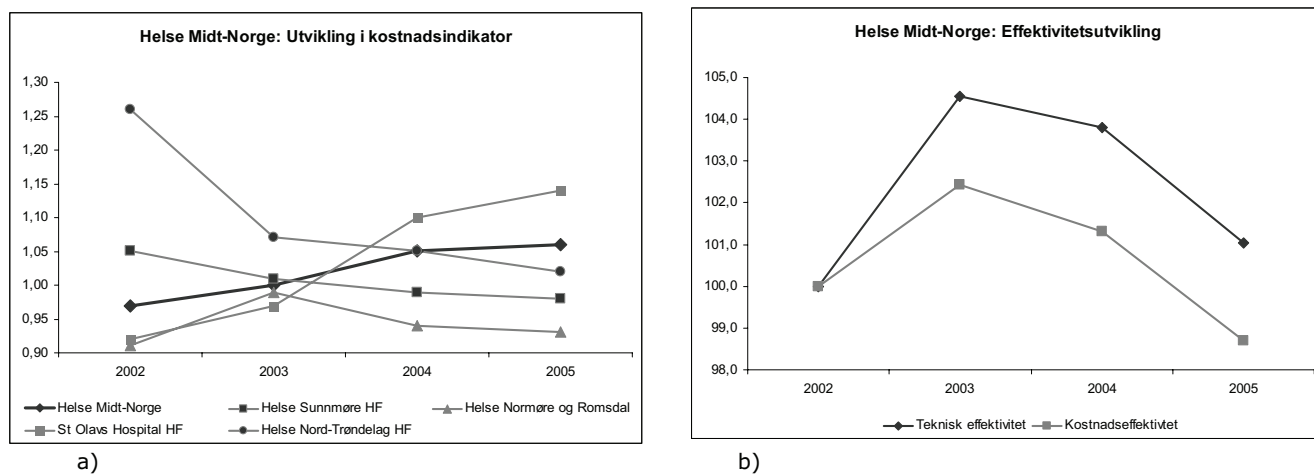 Helse Midt-Norge: Utvikling i kostnadsindikator
1,30
1,25
1,20
1,15
1,10
1,05
1,00
0,95
0,90
2002 2003 2004 2005
Helse Midt-Norge Helse Sunnmøre HF Helse Normøre og Romsdal
St Olavs Hospital HF Helse Nord-Trøndelag HF
a)
Helse Midt-Norge: Effektivitetsutvikling
105,0
104,0
103,0
102,0
101,0
100,0
99,0
98,0
2002 2003 2004 2005
Teknisk effektivitet Kostnadseffektivitet
b)